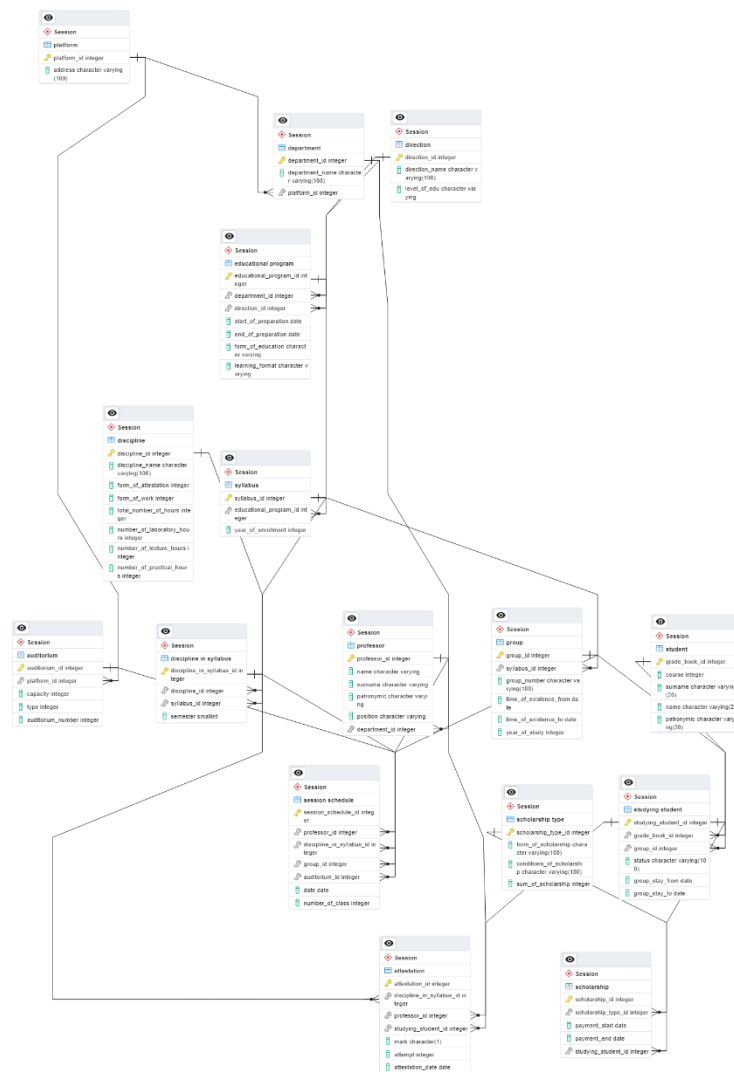 Session
platform
platform_id integer
address character varying
(100)
Session
department
department_id integer
department_name characte
r varying(100)
platform_id integer
Session
direction
direction_id integer
direction_name character v
arying(100)
level_of_edu character var
ying
Session
educational program
educational_program_id int
eger
department_id integer
direction_id integer
start_of_preparation date
end_of_preparation date
form_of_education charact
er varying
learning_format character v
arying
Session
discipline
discipline_id integer
discipline_name character
varying(100)
form_of_attestation integer
form_of_work integer
total_number_of_hours inte
ger
number_of_laboratory_hou
rs integer
number_of_lecture_hours i
nteger
number_of_practical_hour
s integer
Session
syllabus
syllabus_id integer
educational_program_id int
eger
year_of_enrollment integer
Session
auditorium
auditorium_id integer
platform_id integer
capacity integer
type integer
auditorium_number integer
Session
discipline in syllabus
discipline_in_syllabus_id in
teger
discipline_id integer
syllabus_id integer
semester smallint
Session
professor
professor_id integer
name character varying
surname character varying
patronymic character varyi
ng
position character varying
department_id integer
Session
group
group_id integer
syllabus_id integer
group_number character va
rying(100)
time_of_existence_from da
te
time_of_existence_to date
year_of_study integer
Session
student
grade_book_id integer
course integer
surname character varying
(20)
name character varying(2
patronymic character varyin
g(20)
Session
session schedule
session_schedule_id integ
er
professor_id integer
discipline_in_syllabus_id in
teger
group_id integer
auditorium_id integer
date date
number_of_class integer
Session
scholarship type
scholarship_type_id integer
form_of_scholarship chara
cter varying(100)
conditions_of_scholarshi
p character varying(100)
sum_of_scholarship integer
Session
studying student
studying_student_id integer
grade_book_id integer
group_id integer
status character varying(10
0)
group_stay_from date
group_stay_to date
Session
attestation
attestation_id integer
discipline_in_syllabus_id in
teger
professor_id integer
studying_student_id integer
mark character(1)
attempt integer
attestation_date date
Session
scholarship
scholarship_id integer
scholarship_type_id integer
payment_start date
payment_end date
studying_student_id integer